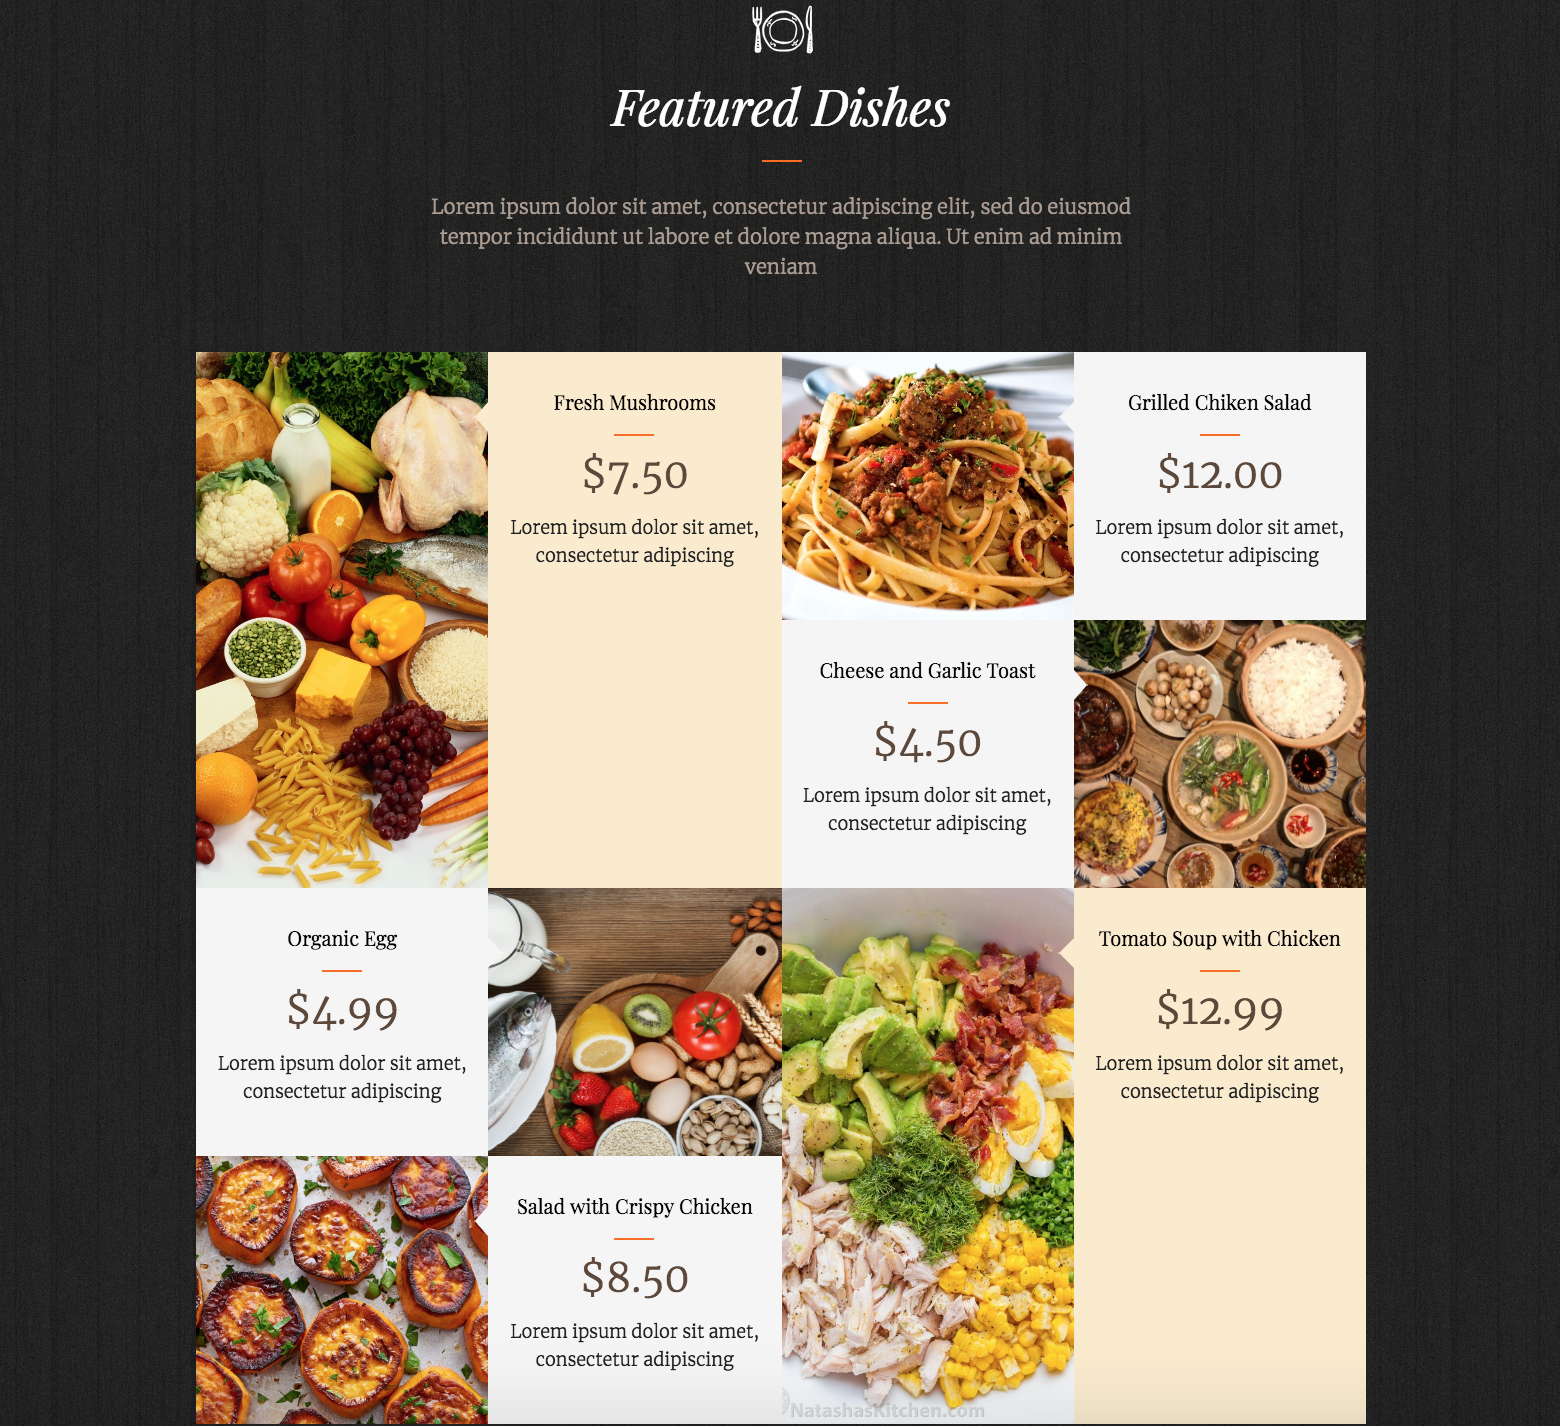 Featured Dishes
Lorem ipsum dolor sit amet, consectetur adipiscing elit, sed do eiusmod
tempor incididunt ut labore et dolore magna aliqua. Ut enim ad minim
veniam
Fresh Mushrooms
$7.50
Lorem ipsum dolor sit amet,
consectetur adipiscing
Grilled Chiken Salad
$12.00
Lorem ipsum dolor sit amet,
consectetur adipiscing
Cheese and Garlic Toast
$4.50
Lorem ipsum dolor sit amet,
consectetur adipiscing
Organic Egg
$4.99
Lorem ipsum dolor sit amet,
consectetur adipiscing
Tomato Soup with Chicken
$12.99
Lorem ipsum dolor sit amet,
consectetur adipiscing
Salad with Crispy Chicken
$8.50
Lorem ipsum dolor sit amet,
consectetur adipiscing
NatashasKitchen.com